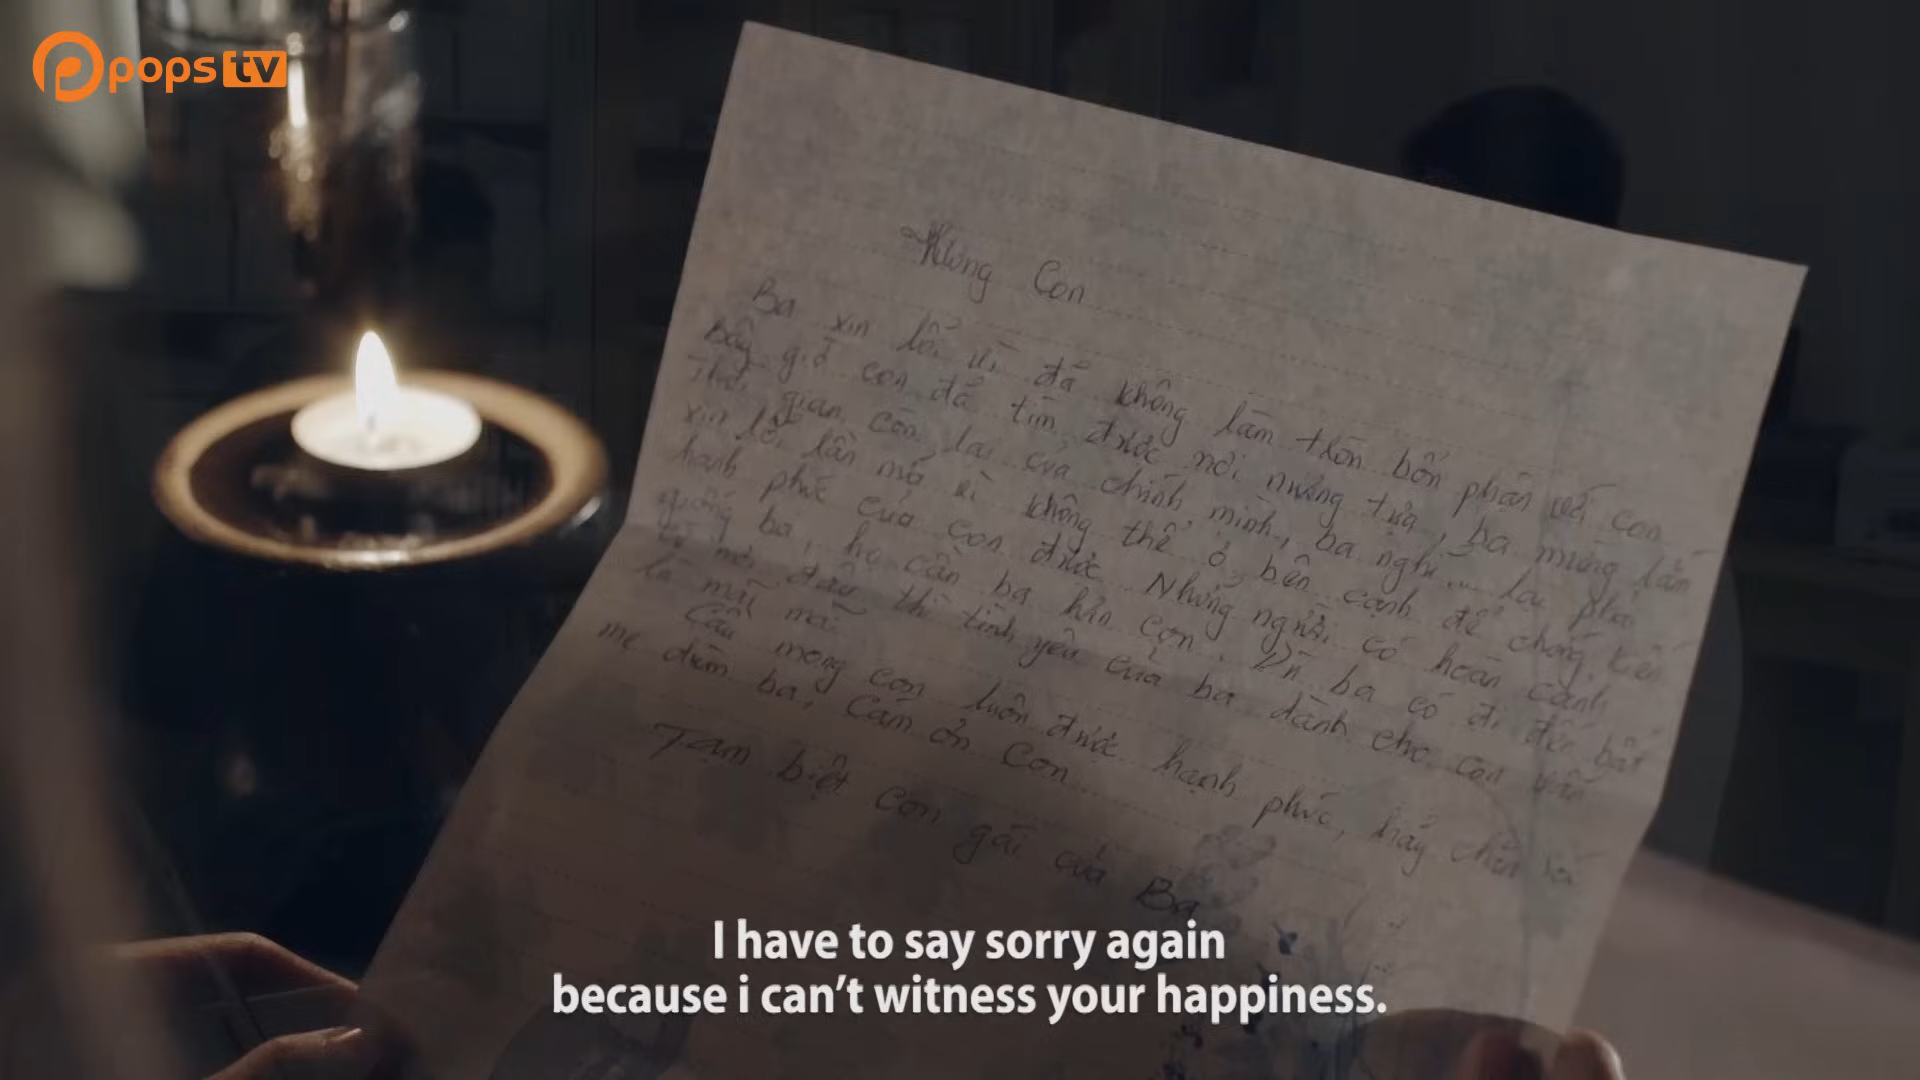 pops tv
Hưng Con
Ba xin lỗi vì đã không làm tròn bổn phận với con
Bây giờ con đã tìm được nơi nương tựa, ba mừng lắm
Thời gian còn lại của chính mình, ba nghĩ.... lại phải
xin lỗi lần nữa vì không thể ở bên cạnh để chứng kiến
hạnh phúc của con được. Những người có hoàn cảnh
giống ba, họ cần ba hơn con. Dù ba có đi đến bất
cứ nơi đâu thì tình yêu của ba dành cho con vẫn
là mãi mãi.
Cầu mong con luôn được hạnh phúc, hãy chăm sóc
mẹ dùm ba, Cám ơn Con
Tạm biệt con gái của Ba
I have to say sorry again
because i can't witness your happiness.